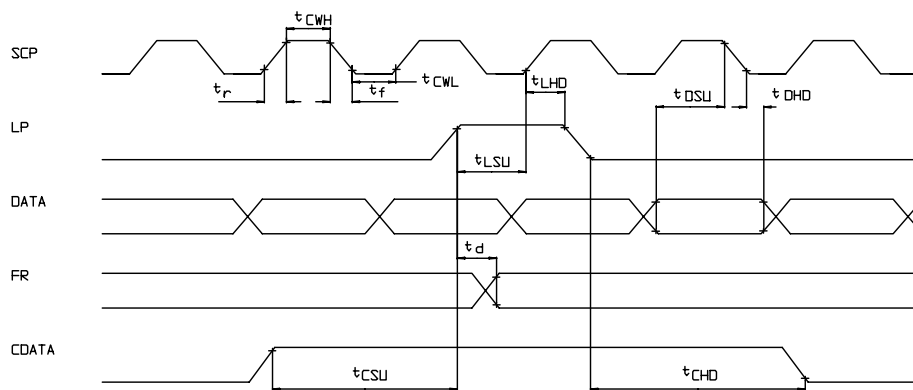 tCWH
SCP
tr
tf
tCWL
tLHD
tDSU
tDHD
LP
tLSU
DATA
td
FR
CDATA
tCSU
tCHD